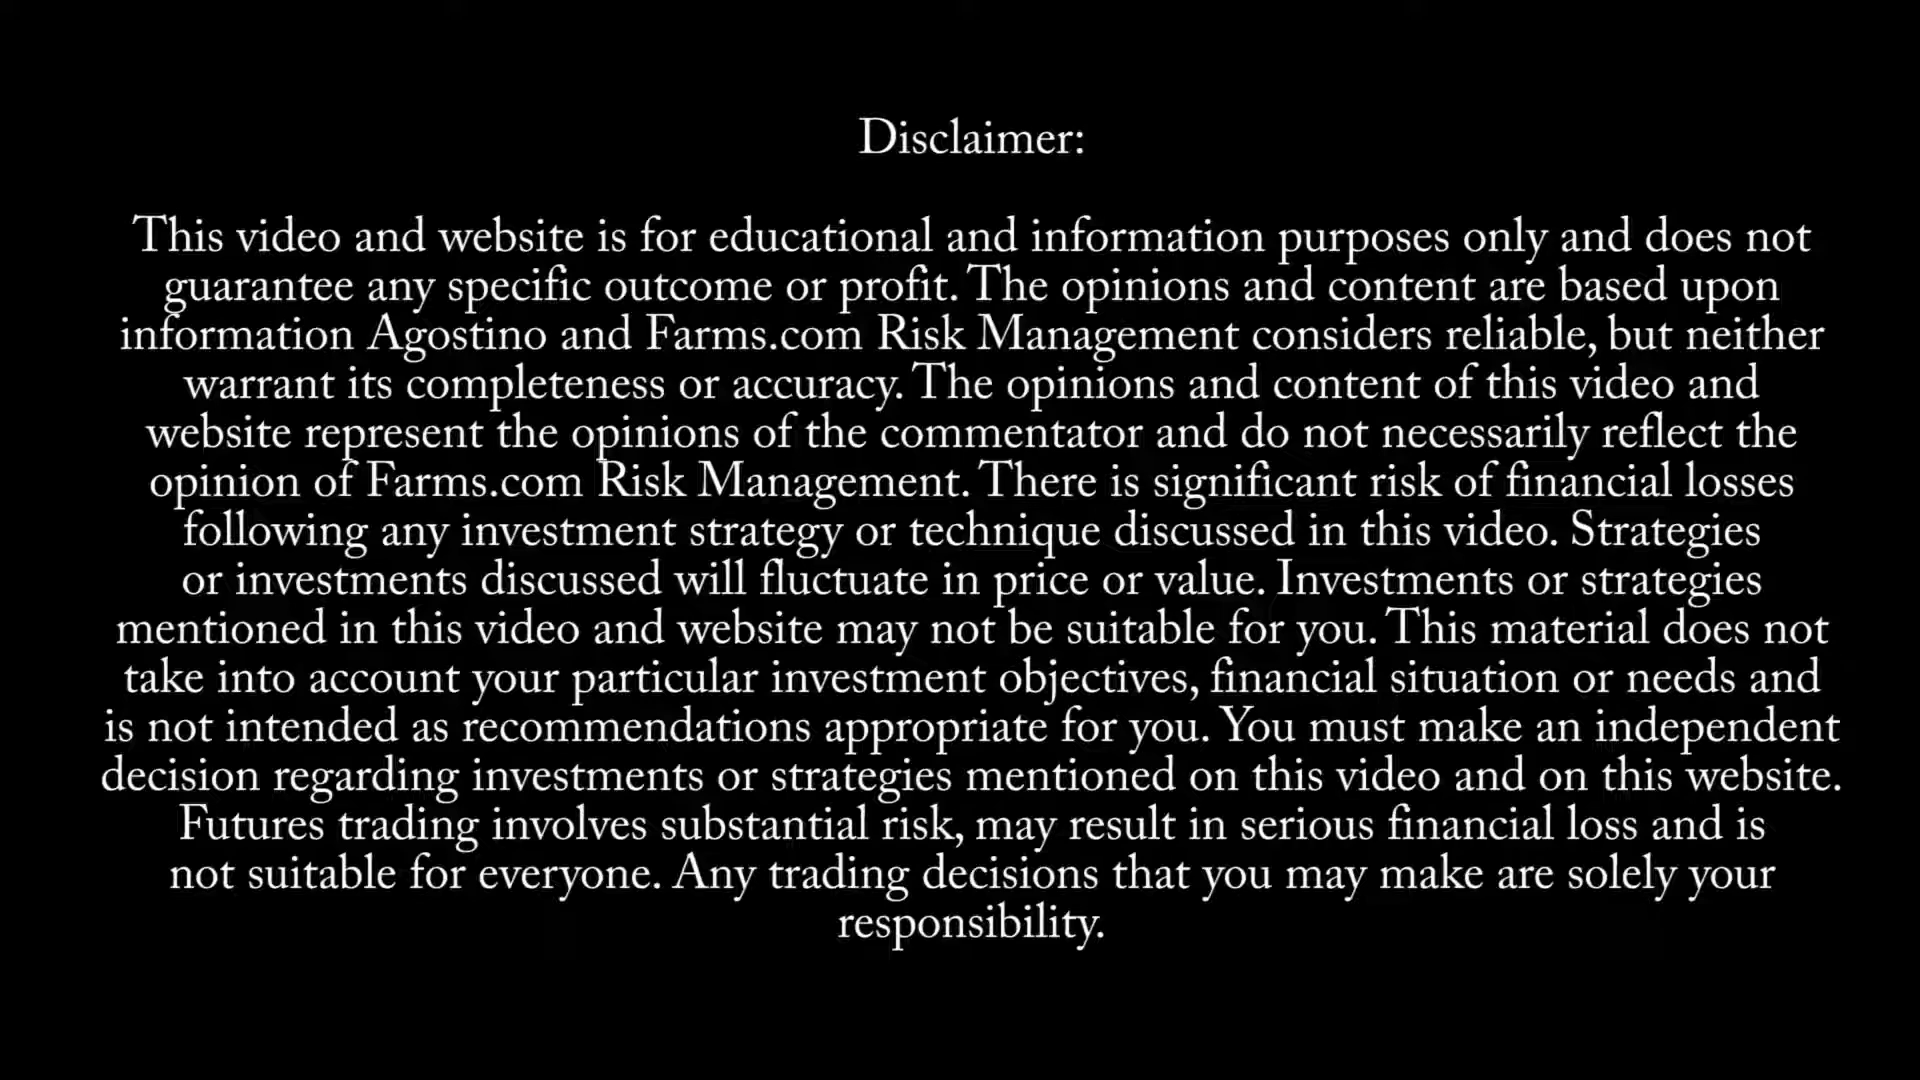 Disclaimer:
This video and website is for educational and information purposes only and does not
guarantee any specific outcome or profit. The opinions and content are based upon
information Agostino and Farms.com Risk Management considers reliable, but neither
warrant its completeness or accuracy. The opinions and content of this video and
website represent the opinions of the commentator and do not necessarily reflect the
opinion of Farms.com Risk Management. There is significant risk of financial losses
following any investment strategy or technique discussed in this video. Strategies
or investments discussed will fluctuate in price or value. Investments or strategies
mentioned in this video and website may not be suitable for you. This material does not
take into account your particular investment objectives, financial situation or needs and
is not intended as recommendations appropriate for you. You must make an independent
decision regarding investments or strategies mentioned on this video and on this website.
Futures trading involves substantial risk, may result in serious financial loss and is
not suitable for everyone. Any trading decisions that you may make are solely your
responsibility.